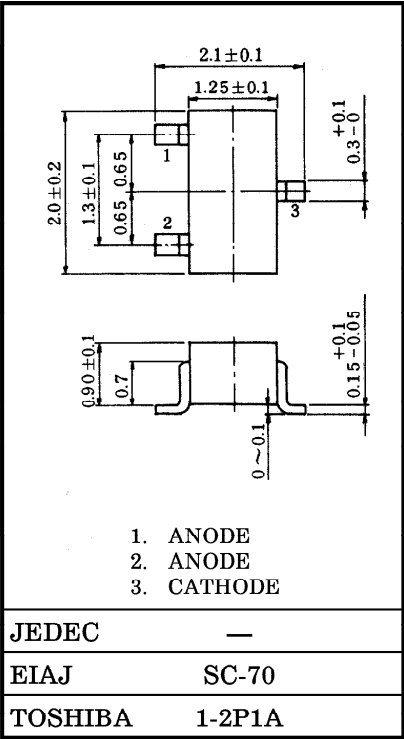 2.1±0.1
1.25±0.1
+0.1
0.3-0
2.0±0.2
1.3±0.1
0.65
0.65
1
2
3
0.90±0.1
0.7
+0.1
0.15-0.05
0~0.1
1. ANODE
2. ANODE
3. CATHODE
JEDEC —
EIAJ SC-70
TOSHIBA 1-2P1A